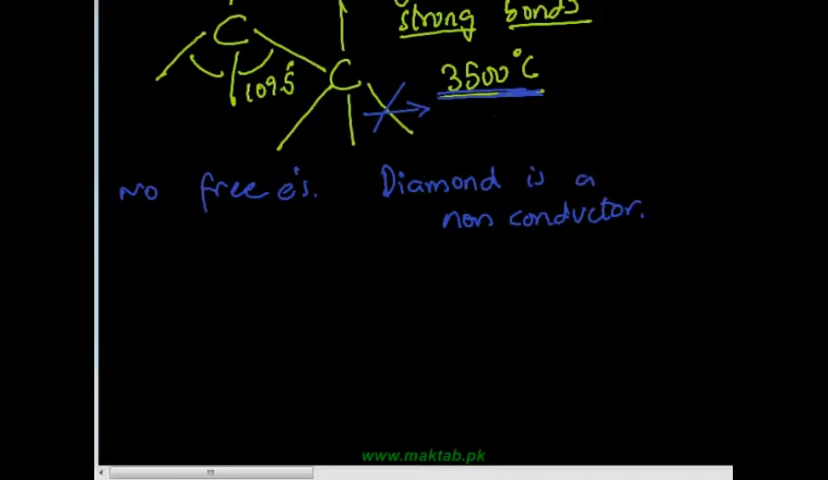 strong bonds
C
109.5°
C
3500°C
No free e's. Diamond is a
non conductor.
www.maktab.pk